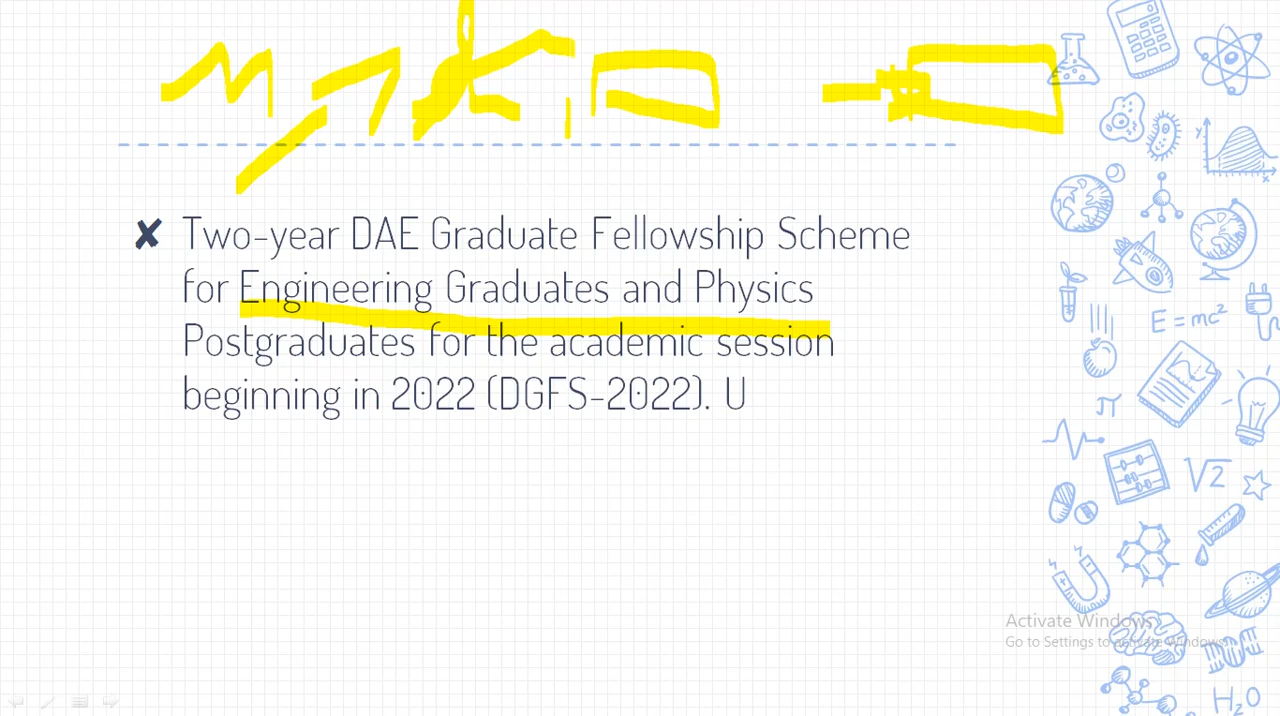 ✘ Two-year DAE Graduate Fellowship Scheme
for Engineering Graduates and Physics
Postgraduates for the academic session
beginning in 2022 (DGFS-2022). U
y
x
E=mc²
π
√2
Activate Windows
Go to Settings to activate Windows.
H₂O